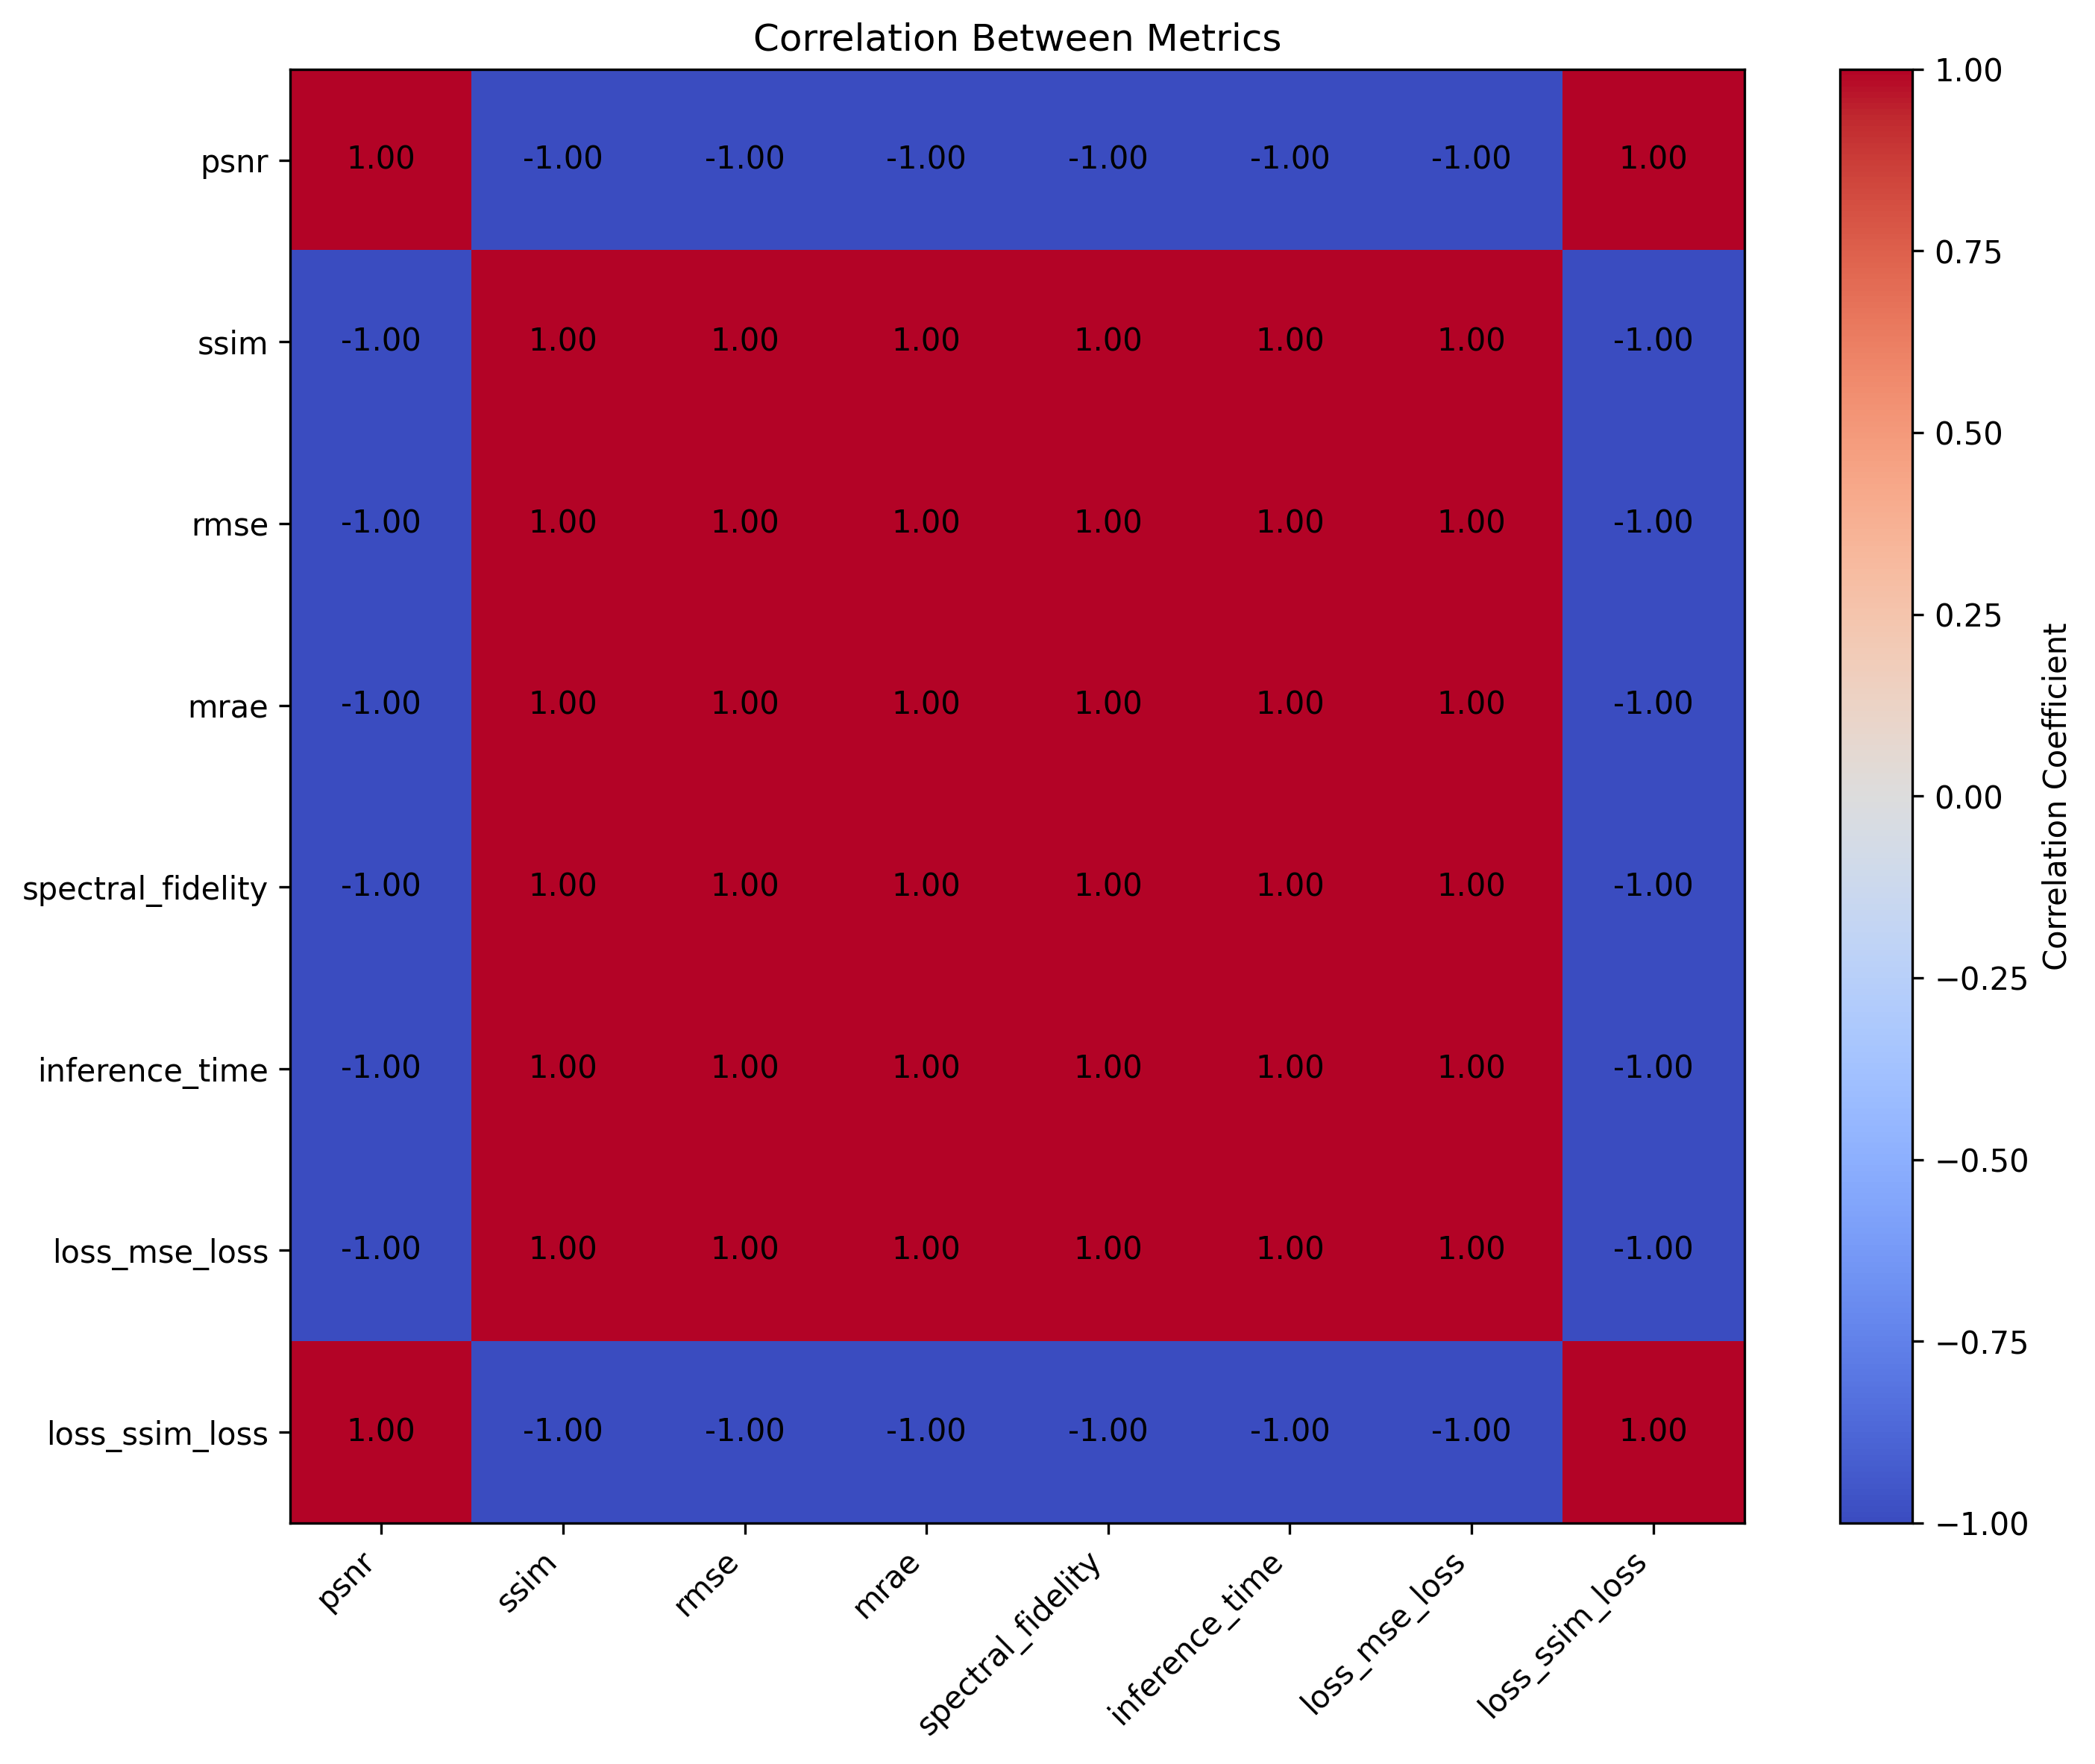 Correlation Between Metrics
psnr 1.00 -1.00 -1.00 -1.00 -1.00 -1.00 -1.00 1.00
ssim -1.00 1.00 1.00 1.00 1.00 1.00 1.00 -1.00
rmse -1.00 1.00 1.00 1.00 1.00 1.00 1.00 -1.00
mrae -1.00 1.00 1.00 1.00 1.00 1.00 1.00 -1.00
spectral_fidelity -1.00 1.00 1.00 1.00 1.00 1.00 1.00 -1.00
inference_time -1.00 1.00 1.00 1.00 1.00 1.00 1.00 -1.00
loss_mse_loss -1.00 1.00 1.00 1.00 1.00 1.00 1.00 -1.00
loss_ssim_loss 1.00 -1.00 -1.00 -1.00 -1.00 -1.00 -1.00 1.00
psnr
ssim
rmse
mrae
spectral_fidelity
inference_time
loss_mse_loss
loss_ssim_loss
1.00
0.75
0.50
0.25
0.00
−0.25
−0.50
−0.75
−1.00
Correlation Coefficient